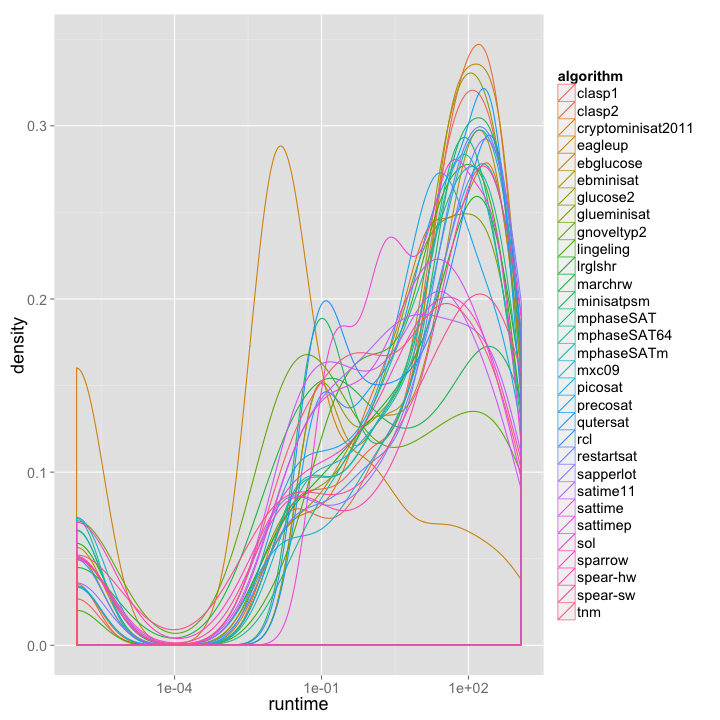 density
0.3
0.2
0.1
0.0
1e-04
1e-01
1e+02
runtime
algorithm
clasp1
clasp2
cryptominisat2011
eagleup
ebglucose
ebminisat
glucose2
glueminisat
gnoveltyp2
lingeling
lrglshr
marchrw
minisatpsm
mphaseSAT
mphaseSAT64
mphaseSATm
mxc09
picosat
precosat
qutersat
rcl
restartsat
sapperlot
satime11
sattime
sattimep
sol
sparrow
spear-hw
spear-sw
tnm